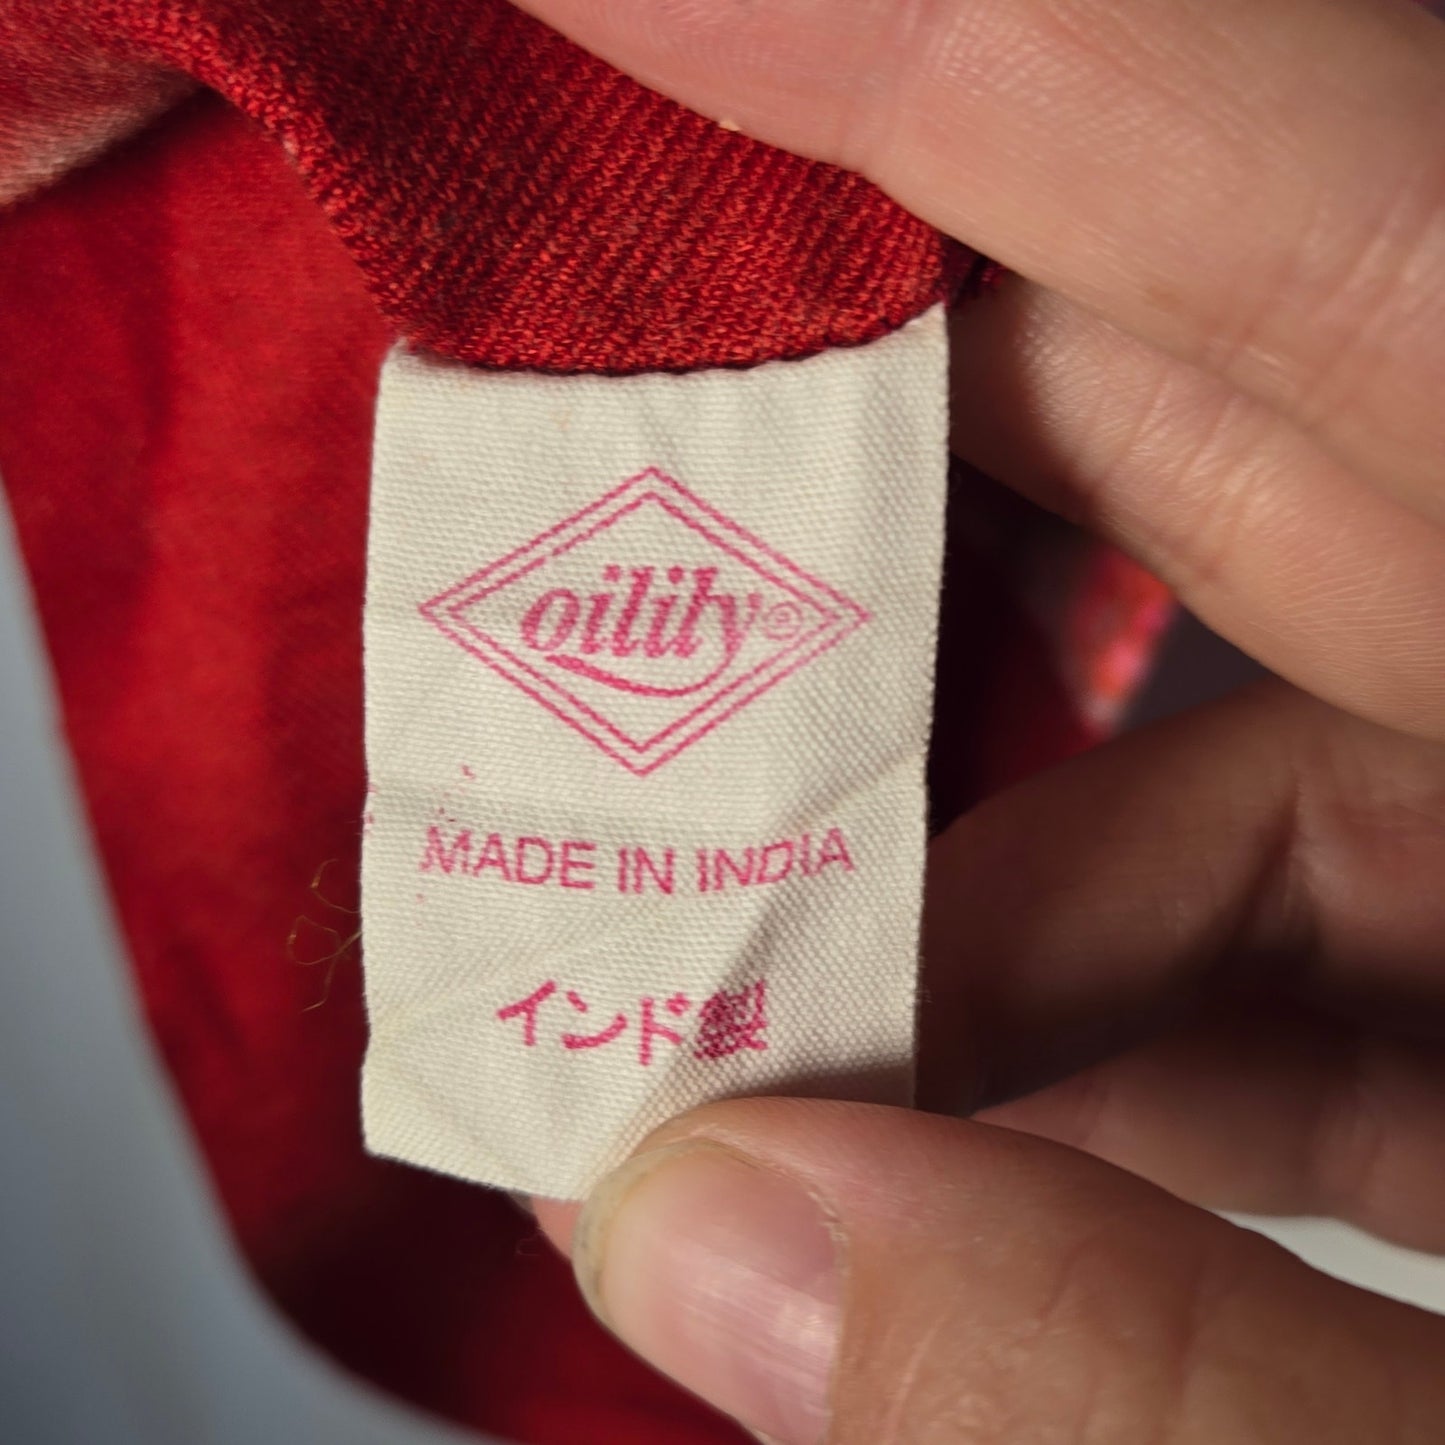 oilily®
MADE IN INDIA
インド製